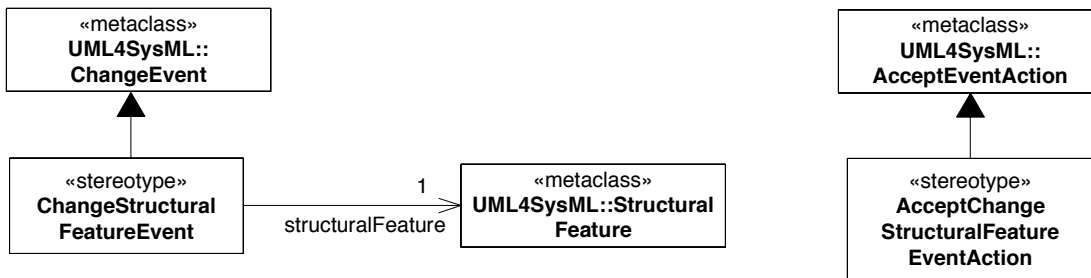 «metaclass»
UML4SysML::
ChangeEvent
«metaclass»
UML4SysML::
AcceptEventAction
«stereotype»
ChangeStructural
FeatureEvent
1
structuralFeature
«metaclass»
UML4SysML::Structural
Feature
«stereotype»
AcceptChange
StructuralFeature
EventAction